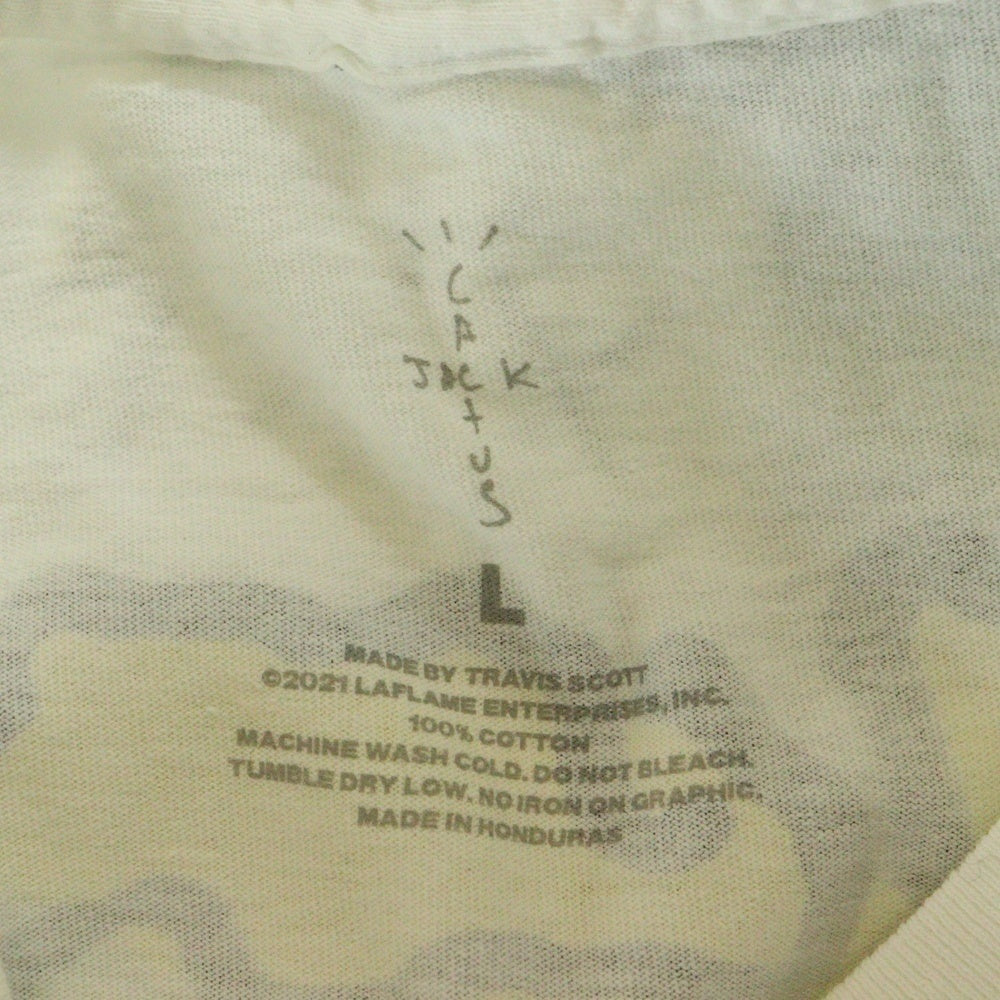 CACTUS
JACK
L
MADE BY TRAVIS SCOTT
©2021 LAFLAME ENTERPRISES, INC.
100% COTTON
MACHINE WASH COLD. DO NOT BLEACH.
TUMBLE DRY LOW. NO IRON ON GRAPHIC.
MADE IN HONDURAS